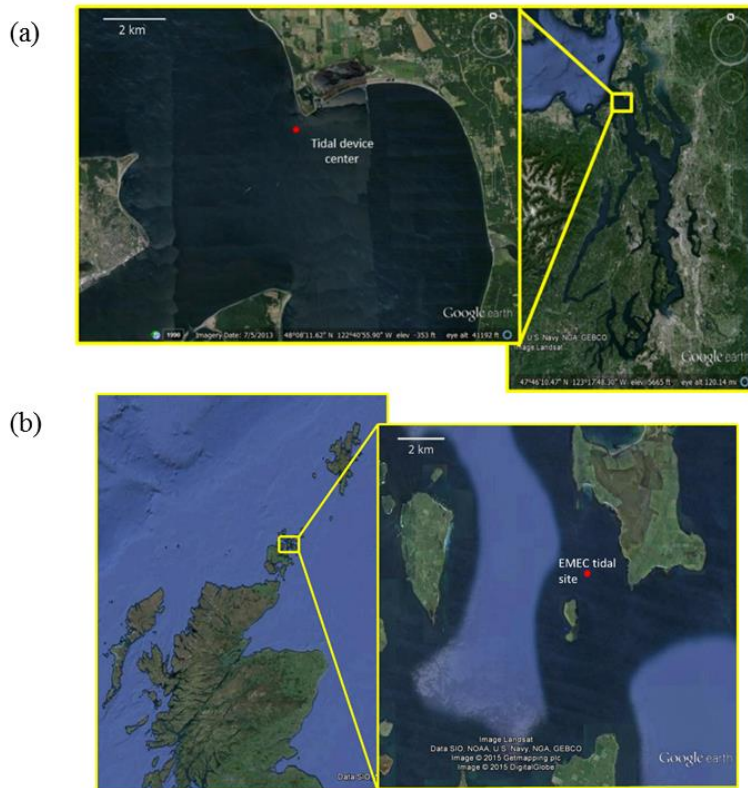 (a)
2 km
Tidal device
center
Google earth
1996 Imagery Date: 7/5/2013 48°08'11.62" N 122°40'55.90" W elev -353 ft eye alt 41192 ft
U.S. Navy, NGA, GEBCO
Image Landsat
Google earth
47°46'10.47" N 123°17'48.30" W elev 5665 ft eye alt 120.14 mi
(b)
Data SIO,
2 km
EMEC tidal
site
Image Landsat
Data SIO, NOAA, U.S. Navy, NGA, GEBCO
Image © 2015 Getmapping plc
Image © 2015 DigitalGlobe
Google earth